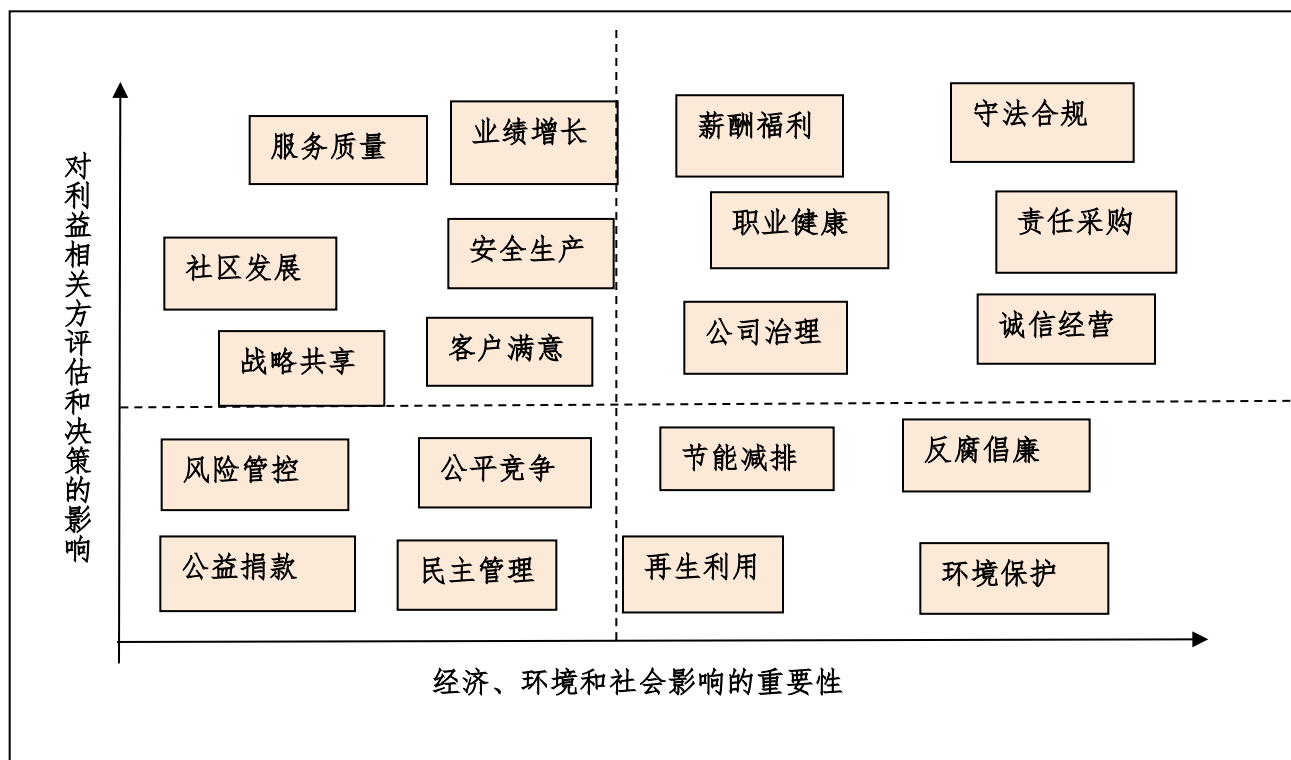 对利益相关方评估和决策的影响
服务质量
业绩增长
薪酬福利
守法合规
社区发展
安全生产
职业健康
责任采购
战略共享
客户满意
公司治理
诚信经营
风险管控
公平竞争
节能减排
反腐倡廉
公益捐款
民主管理
再生利用
环境保护
经济、环境和社会影响的重要性